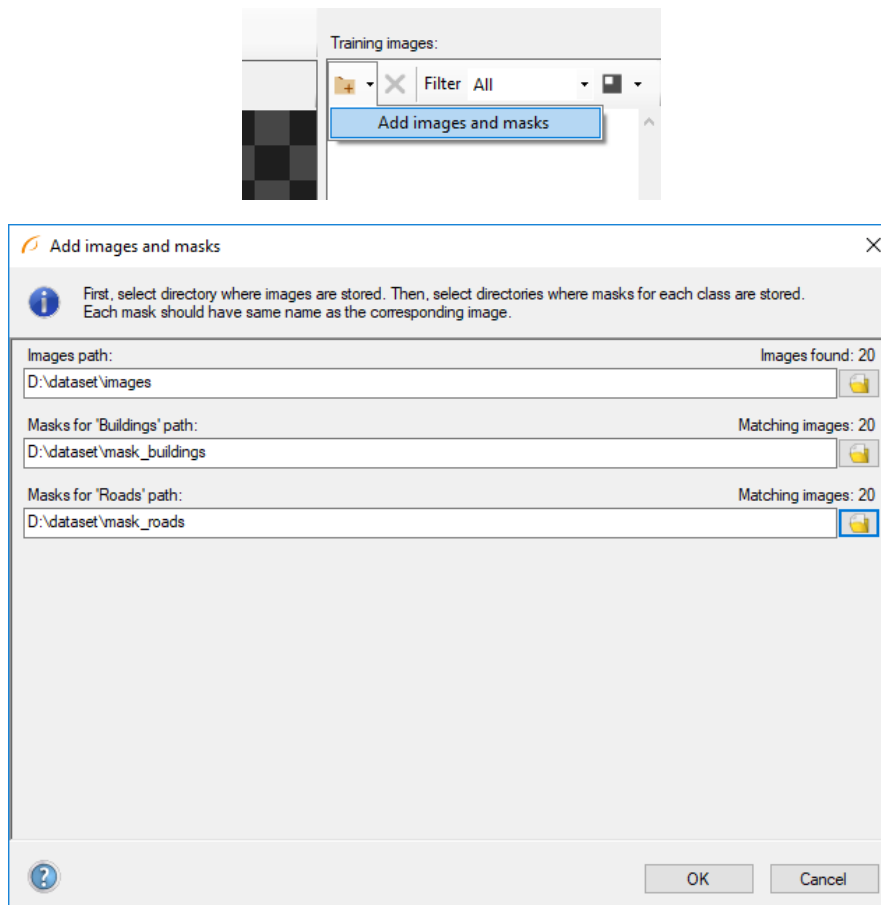 Training images:
Filter All
Add images and masks
Add images and masks
First, select directory where images are stored. Then, select directories where masks for each class are stored.
Each mask should have same name as the corresponding image.
Images path: Images found: 20
D:\dataset\images
Masks for 'Buildings' path: Matching images: 20
D:\dataset\mask_buildings
Masks for 'Roads' path: Matching images: 20
D:\dataset\mask_roads
OK Cancel